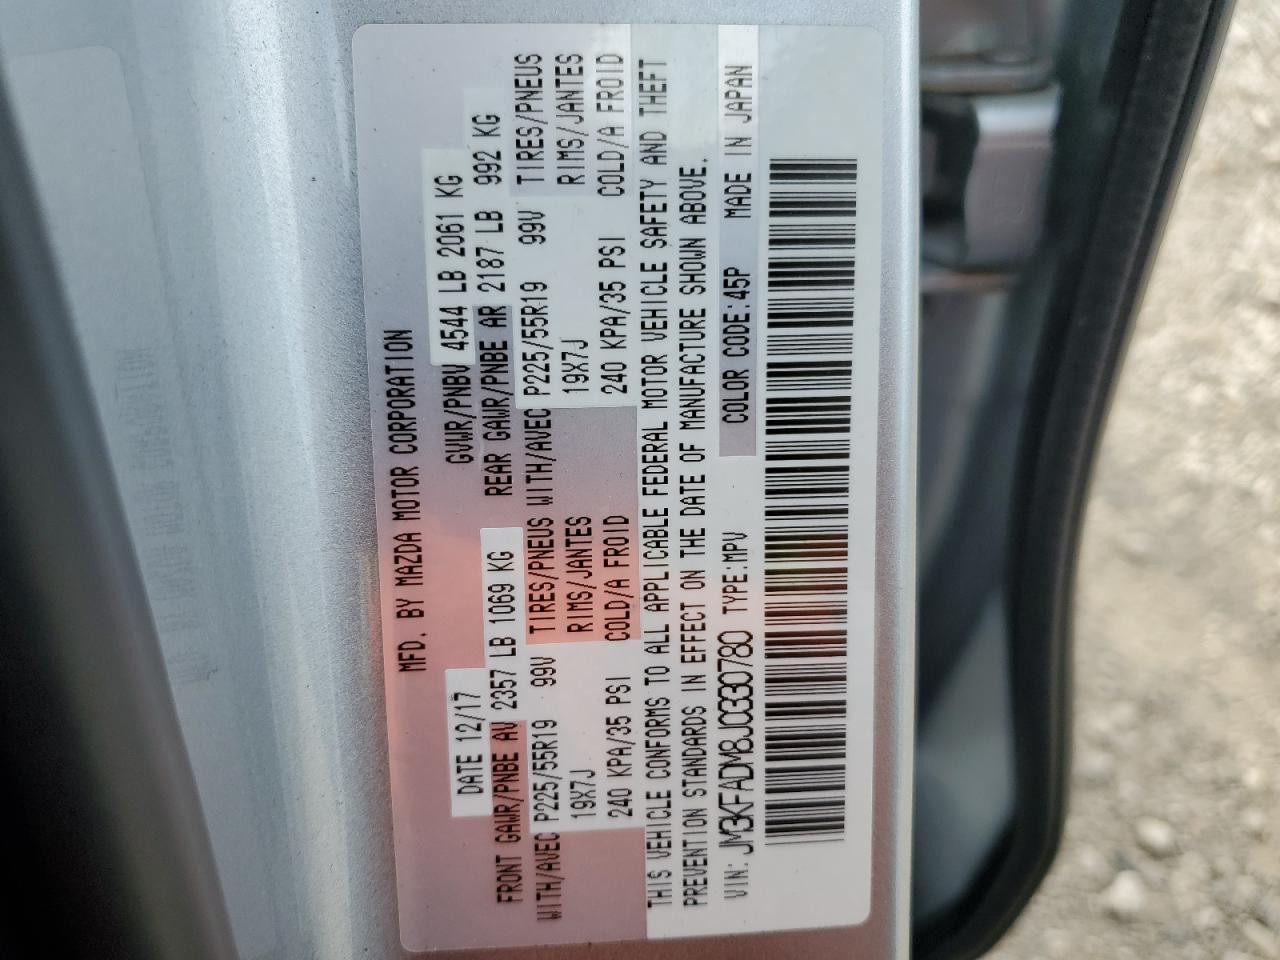 MFD. BY MAZDA MOTOR CORPORATION
DATE 12/17 GVWR/PNBV 4544 LB 2061 KG
FRONT GAWR/PNBE AV 2357 LB 1069 KG REAR GAWR/PNBE AR 2187 LB 992 KG
WITH/AVEC P225/55R19 99V TIRES/PNEUS WITH/AVEC P225/55R19 99V TIRES/PNEUS
19X7J RIMS/JANTES 19X7J RIMS/JANTES
240 KPA/35 PSI COLD/A FROID 240 KPA/35 PSI COLD/A FROID
THIS VEHICLE CONFORMS TO ALL APPLICABLE FEDERAL MOTOR VEHICLE SAFETY AND THEFT
PREVENTION STANDARDS IN EFFECT ON THE DATE OF MANUFACTURE SHOWN ABOVE.
VIN: JM3KFADM8J0330780 TYPE:MPV COLOR CODE:45P MADE IN JAPAN